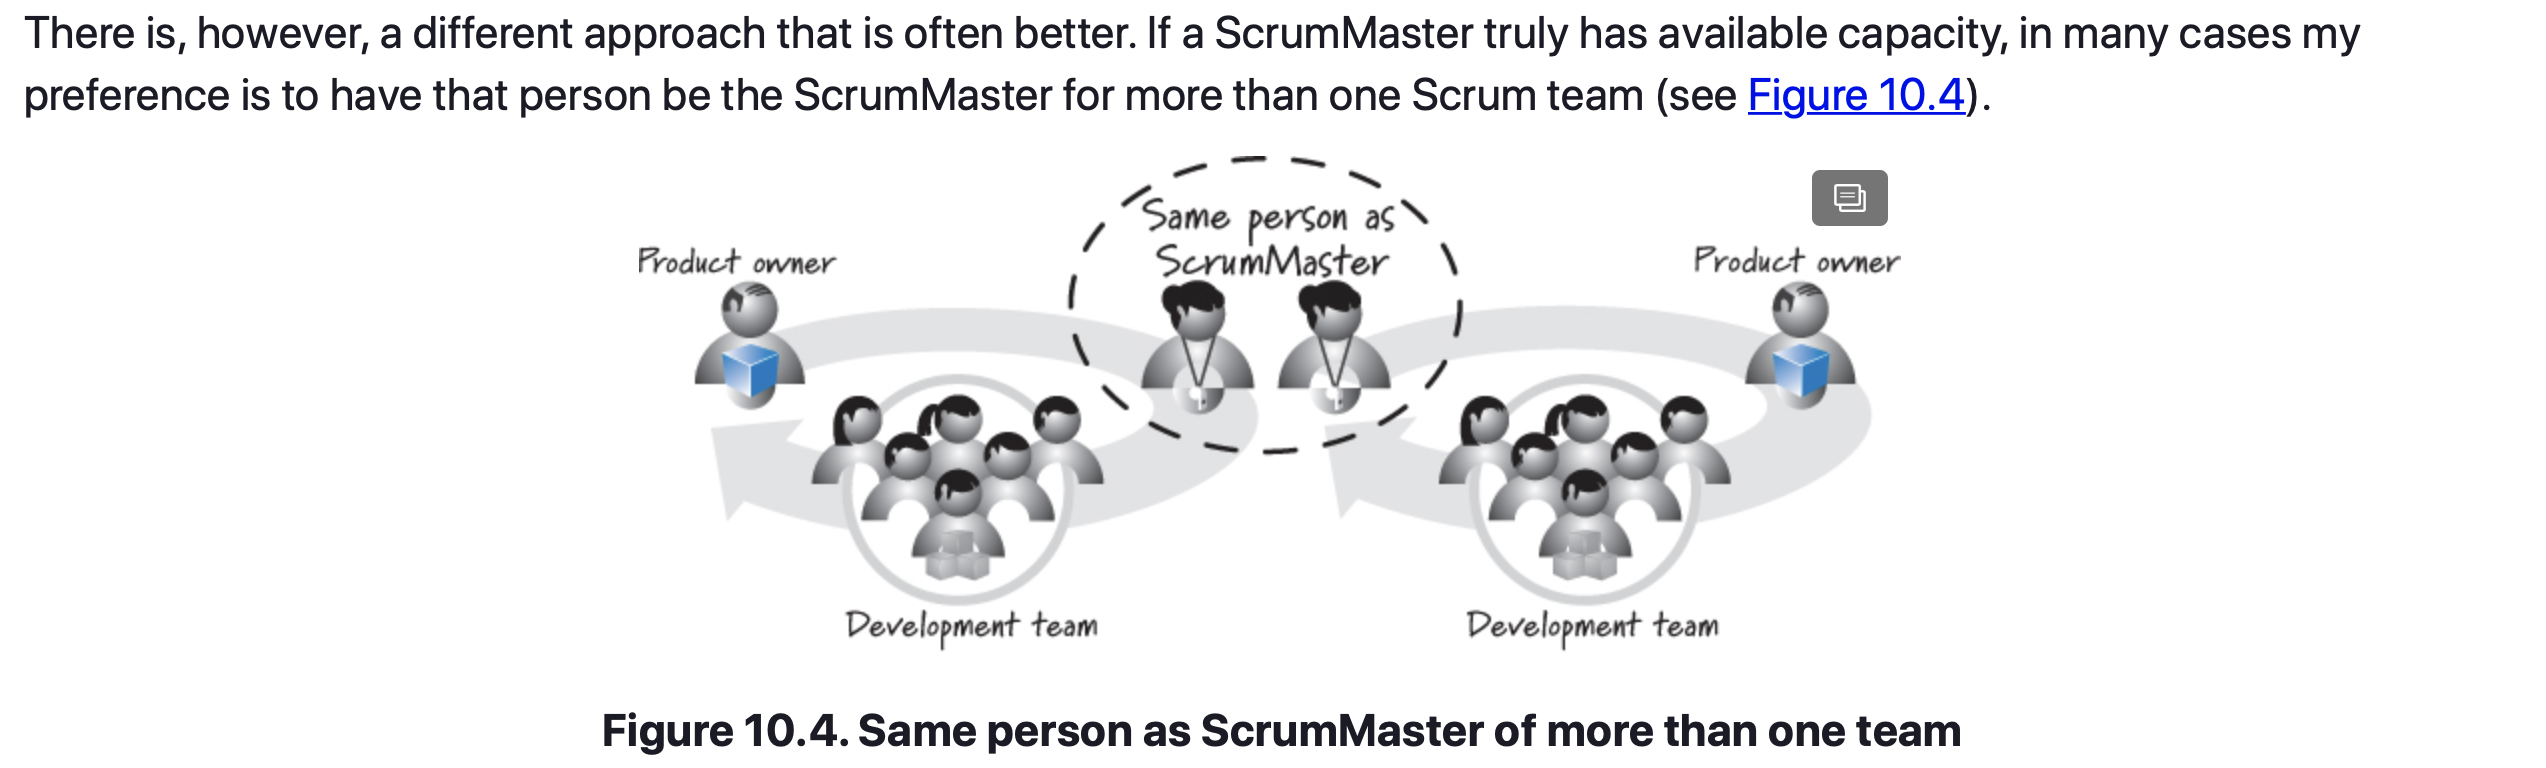 There is, however, a different approach that is often better. If a ScrumMaster truly has available capacity, in many cases my
preference is to have that person be the ScrumMaster for more than one Scrum team (see Figure 10.4).
Same person as
ScrumMaster
Product owner
Product owner
Development team
Development team
Figure 10.4. Same person as ScrumMaster of more than one team